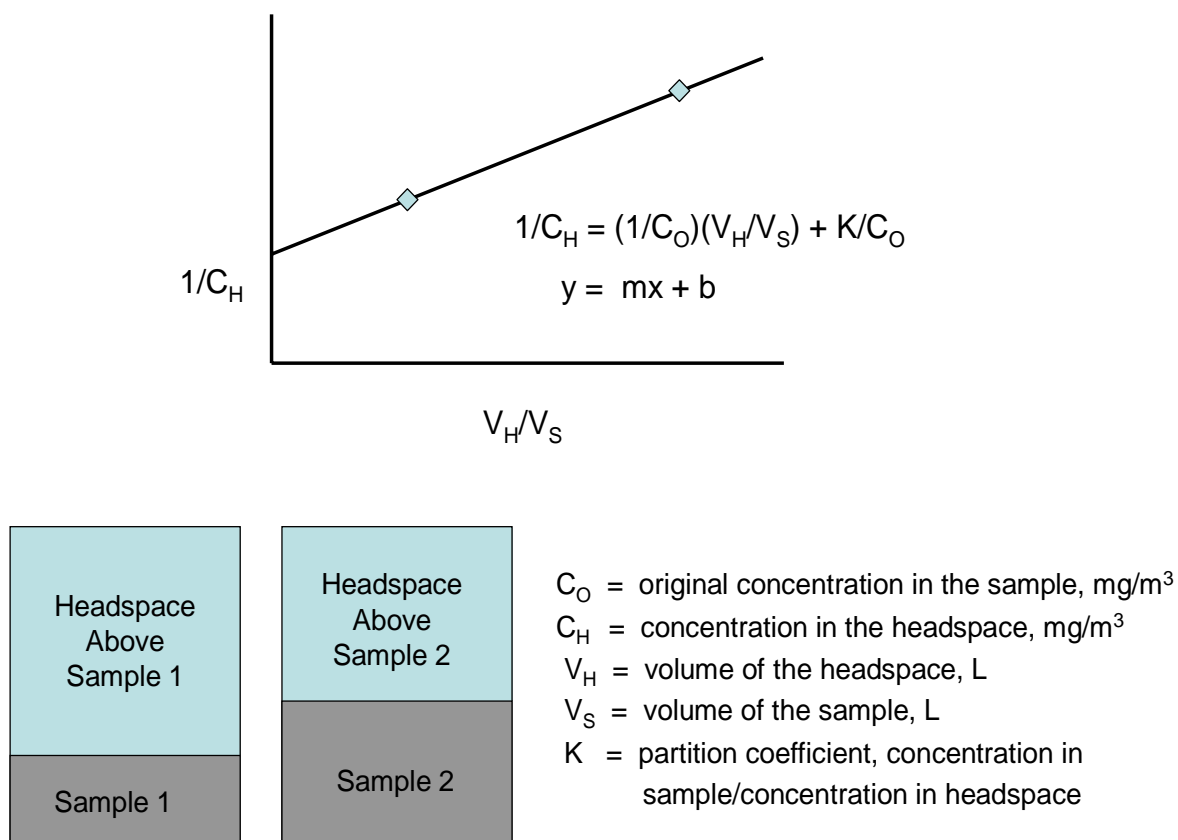 1/C_H = (1/C_O)(V_H/V_S) + K/C_O
1/C_H
y = mx + b
V_H/V_S
Headspace
Above
Sample 1
Sample 1
Headspace
Above
Sample 2
Sample 2
C_O = original concentration in the sample, mg/m³
C_H = concentration in the headspace, mg/m³
V_H = volume of the headspace, L
V_S = volume of the sample, L
K = partition coefficient, concentration in
sample/concentration in headspace